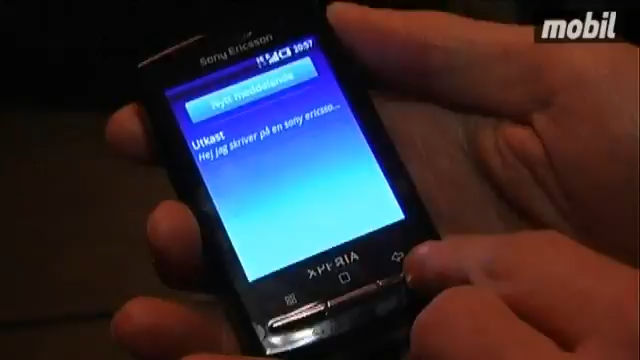 mobil
Sony Ericsson
20:57
Nytt meddelande
Utkast
Hej jag skriver på en sony ericsso...
XPERIA